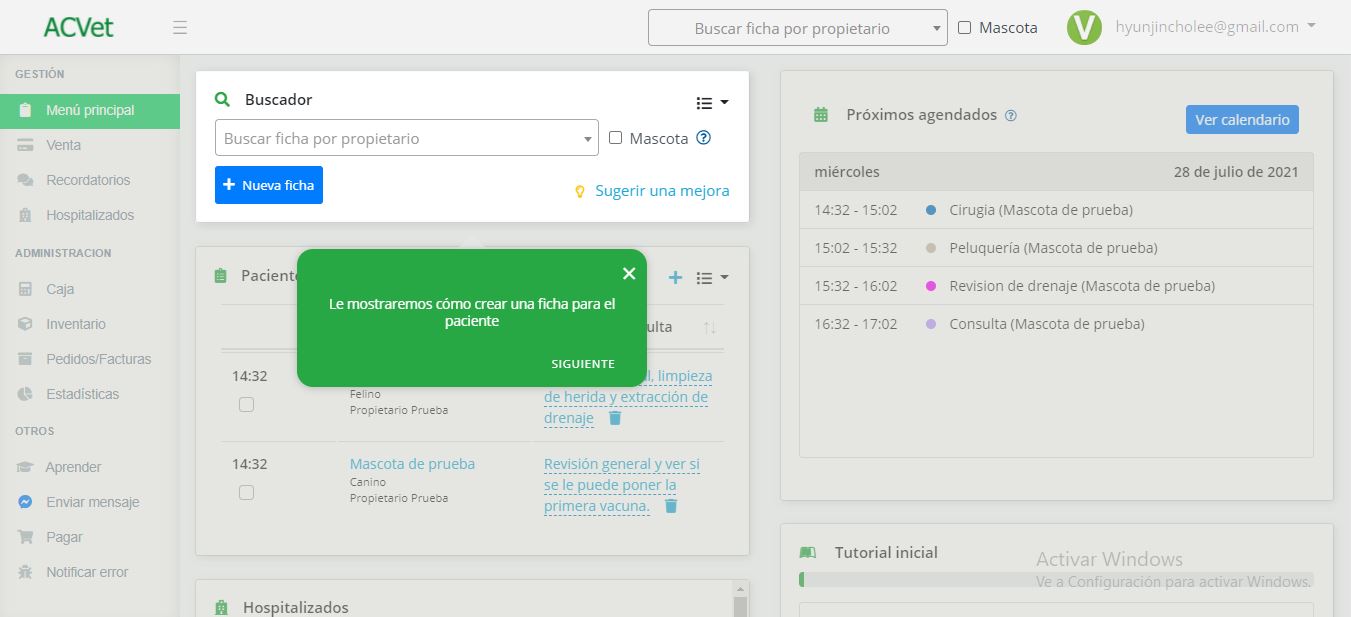 ACVet
Buscar ficha por propietario
Mascota
V
hyunjincholee@gmail.com
GESTIÓN
Menú principal
Venta
Recordatorios
Hospitalizados
ADMINISTRACION
Caja
Inventario
Pedidos/Facturas
Estadísticas
OTROS
Aprender
Enviar mensaje
Pagar
Notificar error
Buscador
Buscar ficha por propietario
Mascota
Nueva ficha
Sugerir una mejora
Le mostraremos cómo crear una ficha para el
paciente
SIGUIENTE
14:32
Felino
Propietario Prueba
limpieza
de herida y extracción de
drenaje
14:32
Mascota de prueba
Canino
Propietario Prueba
Revisión general y ver si
se le puede poner la
primera vacuna.
Hospitalizados
Próximos agendados
Ver calendario
miércoles 28 de julio de 2021
14:32 - 15:02 Cirugia (Mascota de prueba)
15:02 - 15:32 Peluquería (Mascota de prueba)
15:32 - 16:02 Revision de drenaje (Mascota de prueba)
16:32 - 17:02 Consulta (Mascota de prueba)
Tutorial inicial
Activar Windows
Ve a Configuración para activar Windows.